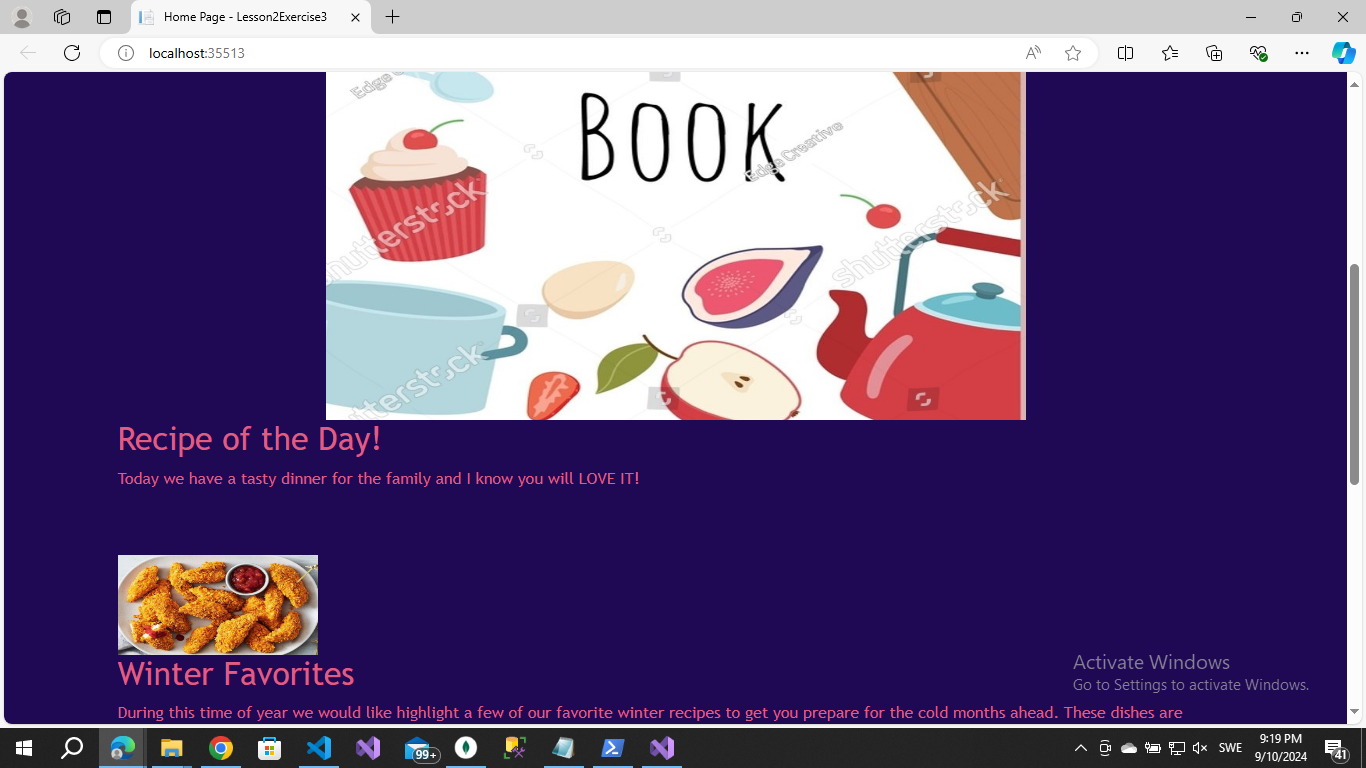 Home Page - Lesson2Exercise3
localhost:35513
Edge Creative
BOOK
shutterstock
shutterstock
shutterstock
Recipe of the Day!
Today we have a tasty dinner for the family and I know you will LOVE IT!
Winter Favorites
During this time of year we would like highlight a few of our favorite winter recipes to get you prepare for the cold months ahead. These dishes are
Activate Windows
Go to Settings to activate Windows.
99+
SWE
9:19 PM
9/10/2024
41